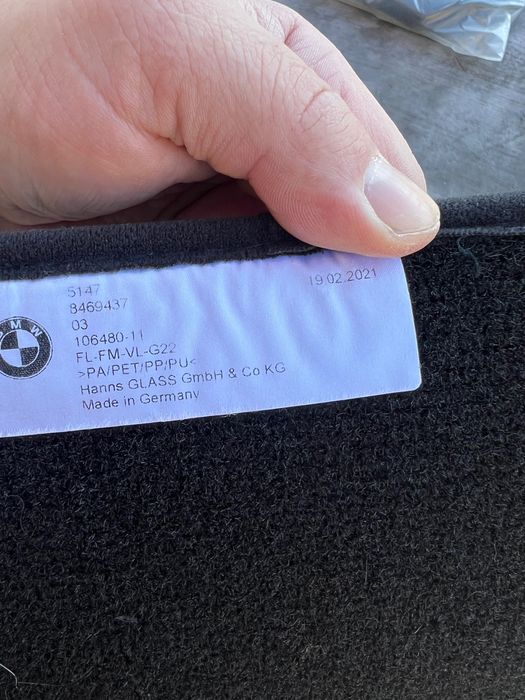 5147
8469437
03
106480-11
FL-FM-VL-G22
>PA/PET/PP/PU<
Hanns GLASS GmbH & Co KG
Made in Germany
19 02.2021
BMW